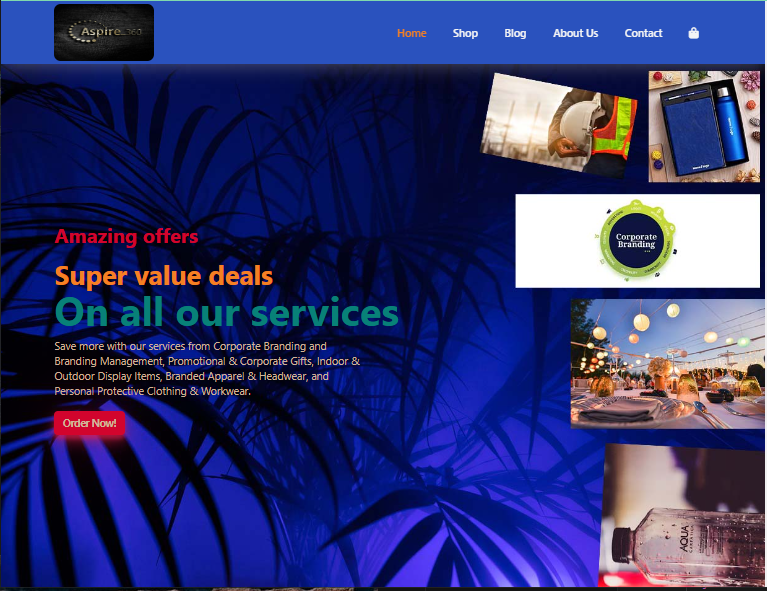 Aspire 360
Home
Shop
Blog
About Us
Contact
Amazing offers
Super value deals
On all our services
Save more with our services from Corporate Branding and
Branding Management, Promotional & Corporate Gifts, Indoor &
Outdoor Display Items, Branded Apparel & Headwear, and
Personal Protective Clothing & Workwear.
Order Now!
Corporate
Branding
AQUA